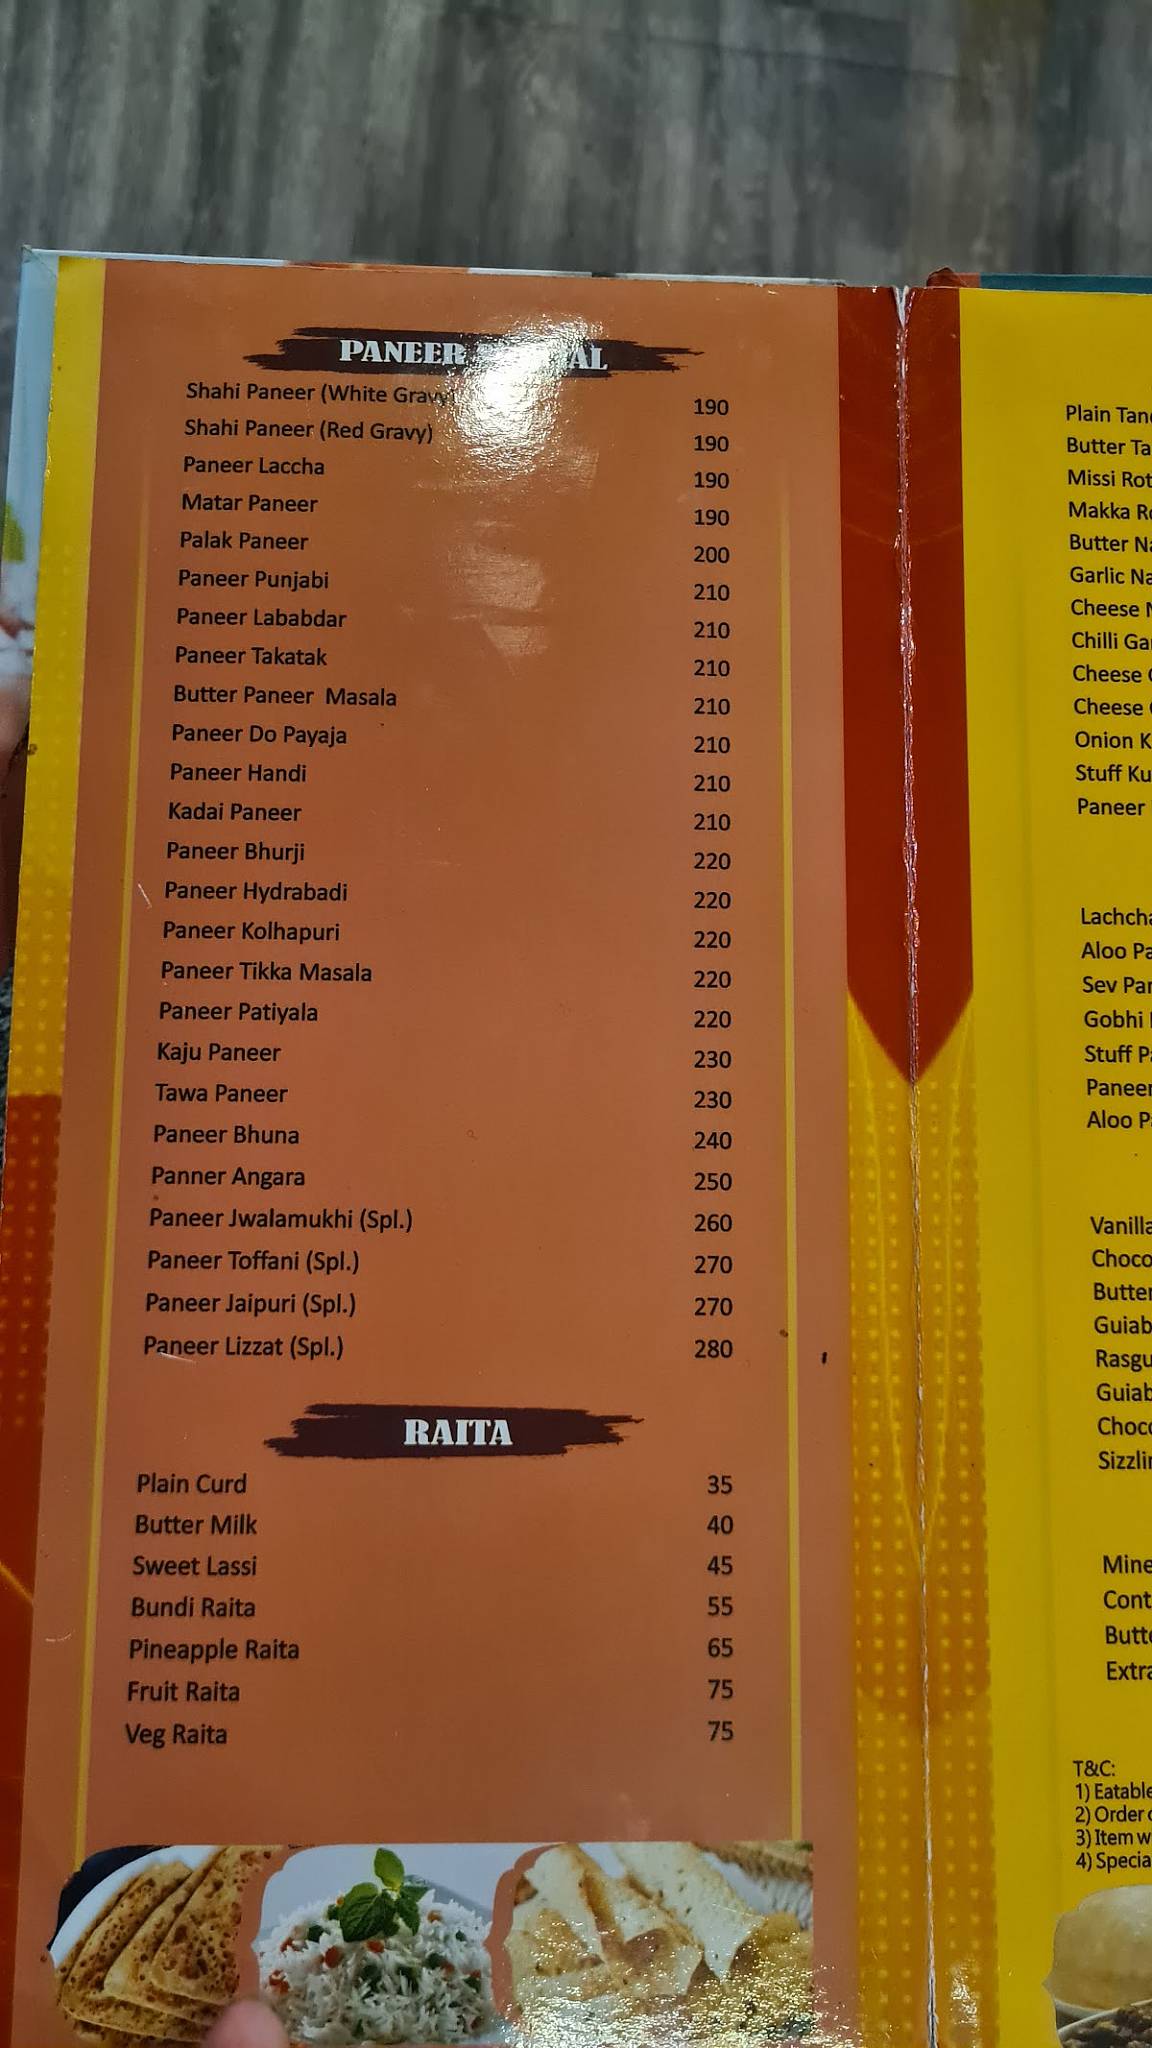 PANEER
Shahi Paneer (White Gravy) 190
Shahi Paneer (Red Gravy) 190
Paneer Laccha 190
Matar Paneer 190
Palak Paneer 200
Paneer Punjabi 210
Paneer Lababdar 210
Paneer Takatak 210
Butter Paneer Masala 210
Paneer Do Payaja 210
Paneer Handi 210
Kadai Paneer 210
Paneer Bhurji 220
Paneer Hydrabadi 220
Paneer Kolhapuri 220
Paneer Tikka Masala 220
Paneer Patiyala 220
Kaju Paneer 230
Tawa Paneer 230
Paneer Bhuna 240
Panner Angara 250
Paneer Jwalamukhi (Spl.) 260
Paneer Toffani (Spl.) 270
Paneer Jaipuri (Spl.) 270
Paneer Lizzat (Spl.) 280
RAITA
Plain Curd 35
Butter Milk 40
Sweet Lassi 45
Bundi Raita 55
Pineapple Raita 65
Fruit Raita 75
Veg Raita 75
Plain
Butter
Missi
Makka
Butter
Garlic
Cheese
Chilli
Cheese
Cheese
Onion
Stuff
Paneer
Aloo
Sev
Gobhi
Stuff
Paneer
Aloo
T&C:
1)
2) Order
3) Item
4)